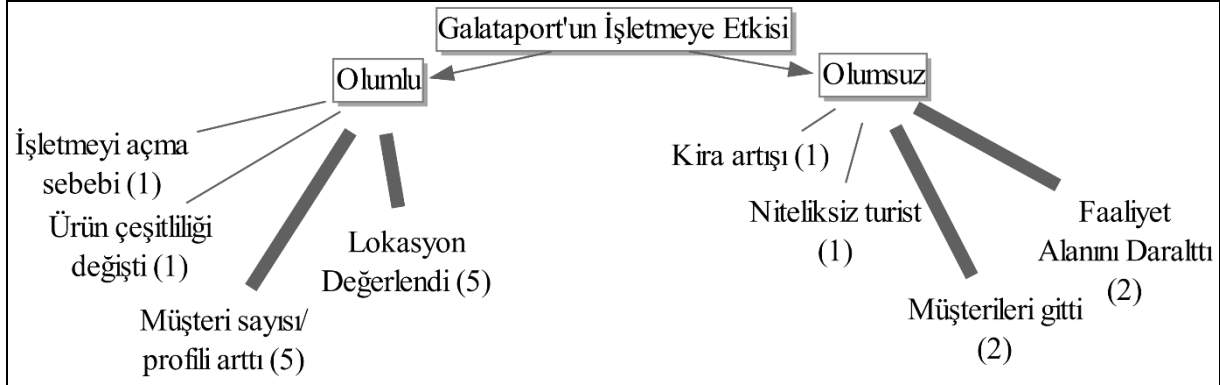 Galataport'un İşletmeye Etkisi
Olumlu
İşletmeyi açma
sebebi (1)
Ürün çeşitliliği
değişti (1)
Müşteri sayısı/
profili arttı (5)
Lokasyon
Değerlendi (5)
Olumsuz
Kira artışı (1)
Niteliksiz turist
(1)
Müşterileri gitti
(2)
Faaliyet
Alanını Daralttı
(2)